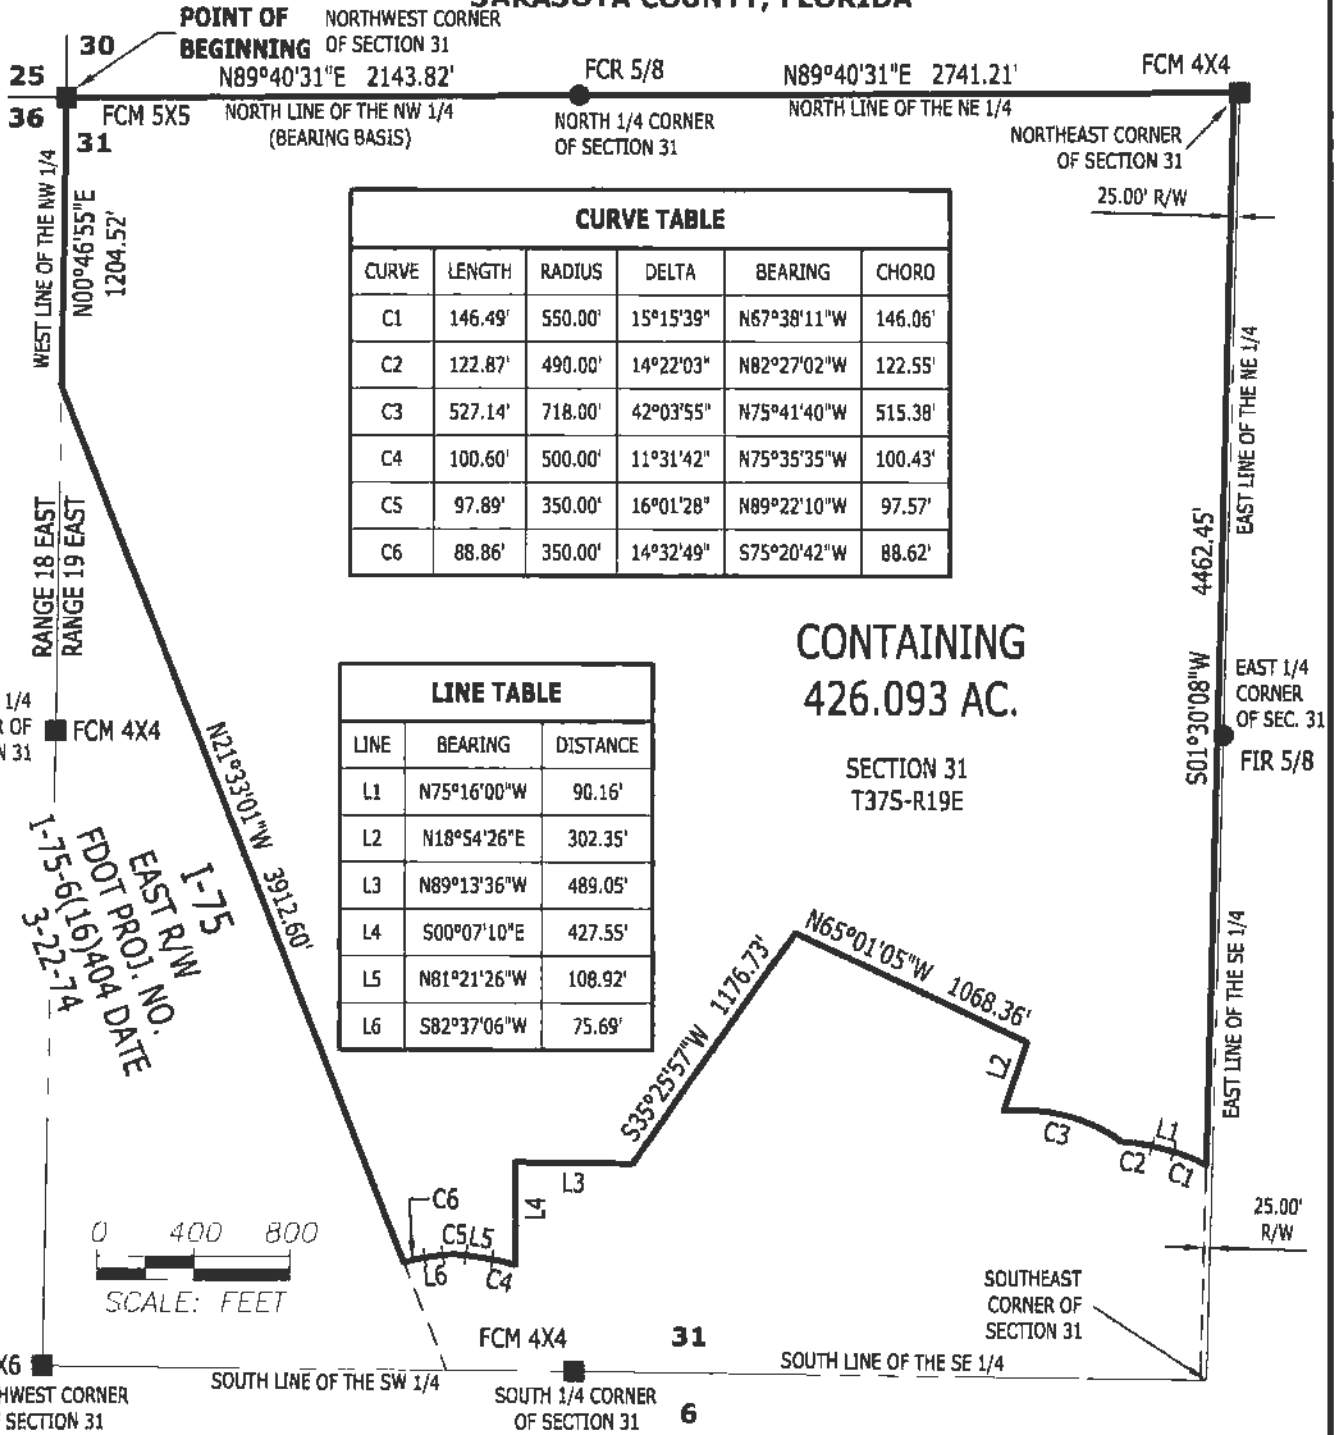 SARASOTA COUNTY, FLORIDA
POINT OF
BEGINNING
NORTHWEST CORNER
OF SECTION 31
30
25
36
31
FCM 5X5
N89°40'31"E 2143.82'
NORTH LINE OF THE NW 1/4
(BEARING BASIS)
FCR 5/8
NORTH 1/4 CORNER
OF SECTION 31
N89°40'31"E 2741.21'
NORTH LINE OF THE NE 1/4
FCM 4X4
NORTHEAST CORNER
OF SECTION 31
25.00' R/W
WEST LINE OF THE NW 1/4
N00°46'55"E
1204.52'
CURVE TABLE
CURVE LENGTH RADIUS DELTA BEARING CHORD
C1 146.49' 550.00' 15°15'39" N67°38'11"W 146.06'
C2 122.87' 490.00' 14°22'03" N82°27'02"W 122.55'
C3 527.14' 718.00' 42°03'55" N75°41'40"W 515.38'
C4 100.60' 500.00' 11°31'42" N75°35'35"W 100.43'
C5 97.89' 350.00' 16°01'28" N89°22'10"W 97.57'
C6 88.86' 350.00' 14°32'49" S75°20'42"W 88.62'
EAST LINE OF THE NE 1/4
S01°30'08"W 4462.45'
RANGE 18 EAST
RANGE 19 EAST
CONTAINING
426.093 AC.
SECTION 31
T37S-R19E
LINE TABLE
LINE BEARING DISTANCE
L1 N75°16'00"W 90.16'
L2 N18°54'26"E 302.35'
L3 N89°13'36"W 489.05'
L4 S00°07'10"E 427.55'
L5 N81°21'26"W 108.92'
L6 S82°37'06"W 75.69'
EAST 1/4
CORNER
OF SEC. 31
FIR 5/8
1/4
R OF
N 31
FCM 4X4
N21°33'01"W 3912.60'
I-75
EAST R/W
FDOT PROJ. NO.
I-75-6(16)404 DATE
3-22-74
S35°25'57"W 1176.73'
N65°01'05"W 1068.36'
L2
C3
L1
C2
C1
EAST LINE OF THE SE 1/4
L3
L4
C6
C5
L5
L6
C4
0 400 800
SCALE: FEET
25.00'
R/W
SOUTHEAST
CORNER OF
SECTION 31
FCM 4X4
31
X6
SOUTH LINE OF THE SW 1/4
SOUTH LINE OF THE SE 1/4
HWEST CORNER
SECTION 31
SOUTH 1/4 CORNER
OF SECTION 31
6